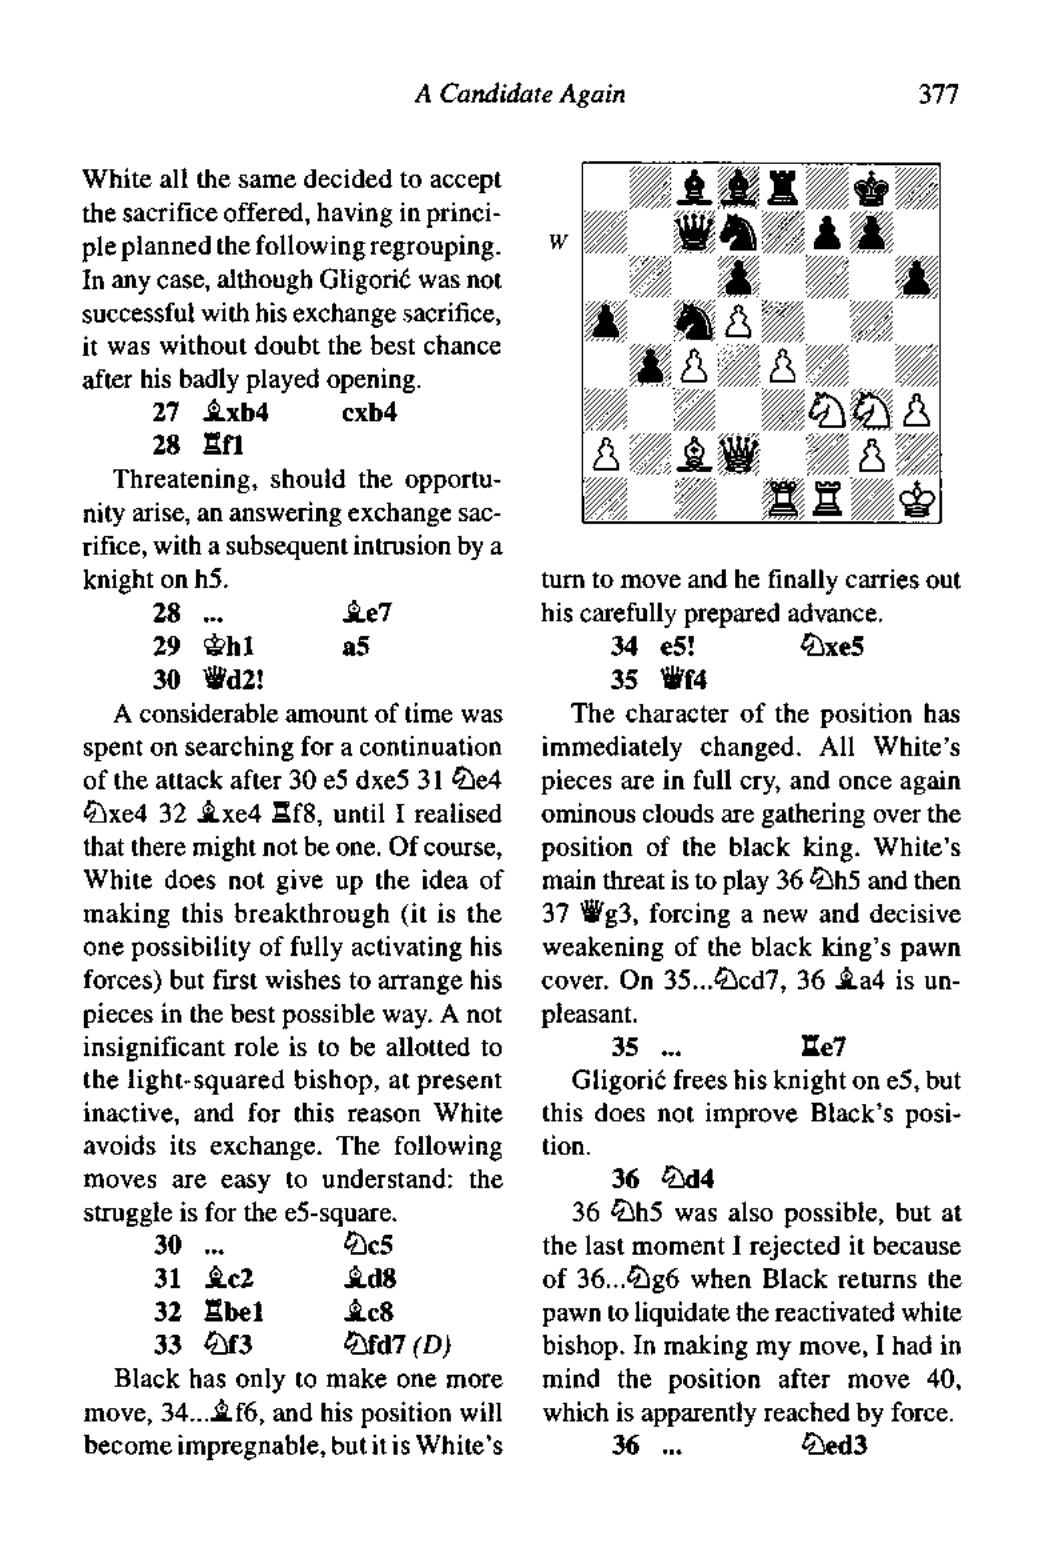 A Candidate Again 377
White all the same decided to accept
the sacrifice offered, having in princi-
ple planned the following regrouping.
In any case, although Gligorić was not
successful with his exchange sacrifice,
it was without doubt the best chance
after his badly played opening.
27 ♗xb4 cxb4
28 ♖f1
Threatening, should the opportu-
nity arise, an answering exchange sac-
rifice, with a subsequent intrusion by a
knight on h5.
28 ... ♗e7
29 ♔h1 a5
30 ♕d2!
A considerable amount of time was
spent on searching for a continuation
of the attack after 30 e5 dxe5 31 ♘e4
♘xe4 32 ♗xe4 ♖f8, until I realised
that there might not be one. Of course,
White does not give up the idea of
making this breakthrough (it is the
one possibility of fully activating his
forces) but first wishes to arrange his
pieces in the best possible way. A not
insignificant role is to be allotted to
the light-squared bishop, at present
inactive, and for this reason White
avoids its exchange. The following
moves are easy to understand: the
struggle is for the e5-square.
30 ... ♘c5
31 ♗c2 ♗d8
32 ♖be1 ♗c8
33 ♘f3 ♘fd7 (D)
Black has only to make one more
move, 34...♗f6, and his position will
become impregnable, but it is White's
W
turn to move and he finally carries out
his carefully prepared advance.
34 e5! ♘xe5
35 ♕f4
The character of the position has
immediately changed. All White's
pieces are in full cry, and once again
ominous clouds are gathering over the
position of the black king. White's
main threat is to play 36 ♘h5 and then
37 ♕g3, forcing a new and decisive
weakening of the black king's pawn
cover. On 35...♘cd7, 36 ♗a4 is un-
pleasant.
35 ... ♖e7
Gligorić frees his knight on e5, but
this does not improve Black's posi-
tion.
36 ♘d4
36 ♘h5 was also possible, but at
the last moment I rejected it because
of 36...♘g6 when Black returns the
pawn to liquidate the reactivated white
bishop. In making my move, I had in
mind the position after move 40,
which is apparently reached by force.
36 ... ♘ed3